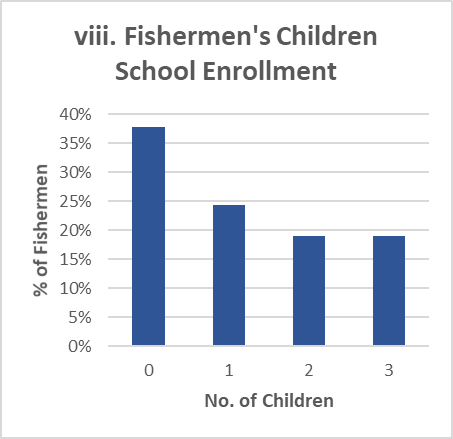 viii. Fishermen's Children
School Enrollment
40%
35%
30%
25%
20%
15%
10%
5%
0%
% of Fishermen
0 1 2 3
No. of Children